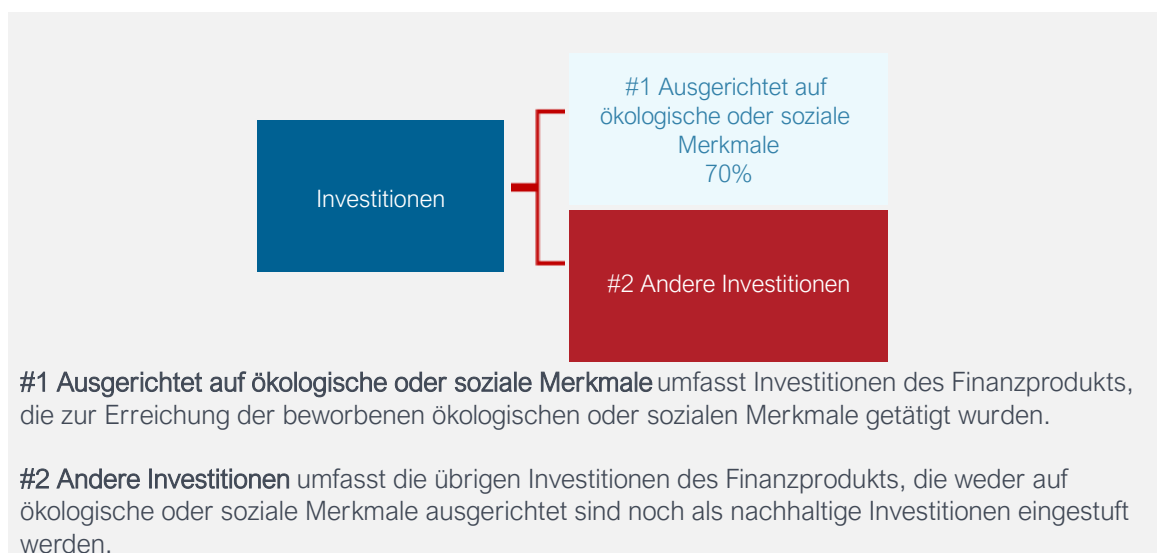 #1 Ausgerichtet auf
ökologische oder soziale
Merkmale
70%
Investitionen
#2 Andere Investitionen
#1 Ausgerichtet auf ökologische oder soziale Merkmale umfasst Investitionen des Finanzprodukts,
die zur Erreichung der beworbenen ökologischen oder sozialen Merkmale getätigt wurden.
#2 Andere Investitionen umfasst die übrigen Investitionen des Finanzprodukts, die weder auf
ökologische oder soziale Merkmale ausgerichtet sind noch als nachhaltige Investitionen eingestuft
werden.